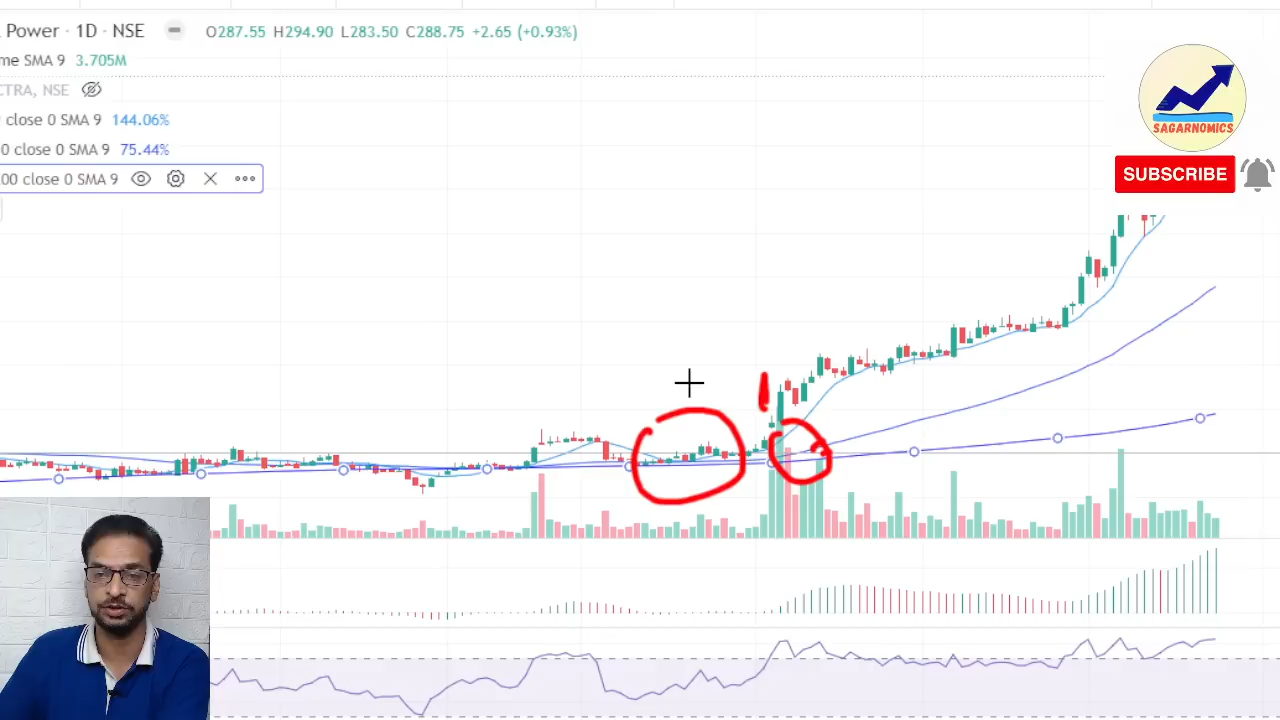 Power · 1D · NSE O287.55 H294.90 L283.50 C288.75 +2.65 (+0.93%)
me SMA 9 3.705M
CTRA, NSE
close 0 SMA 9 144.06%
0 close 0 SMA 9 75.44%
00 close 0 SMA 9
SAGARNOMICS
SUBSCRIBE